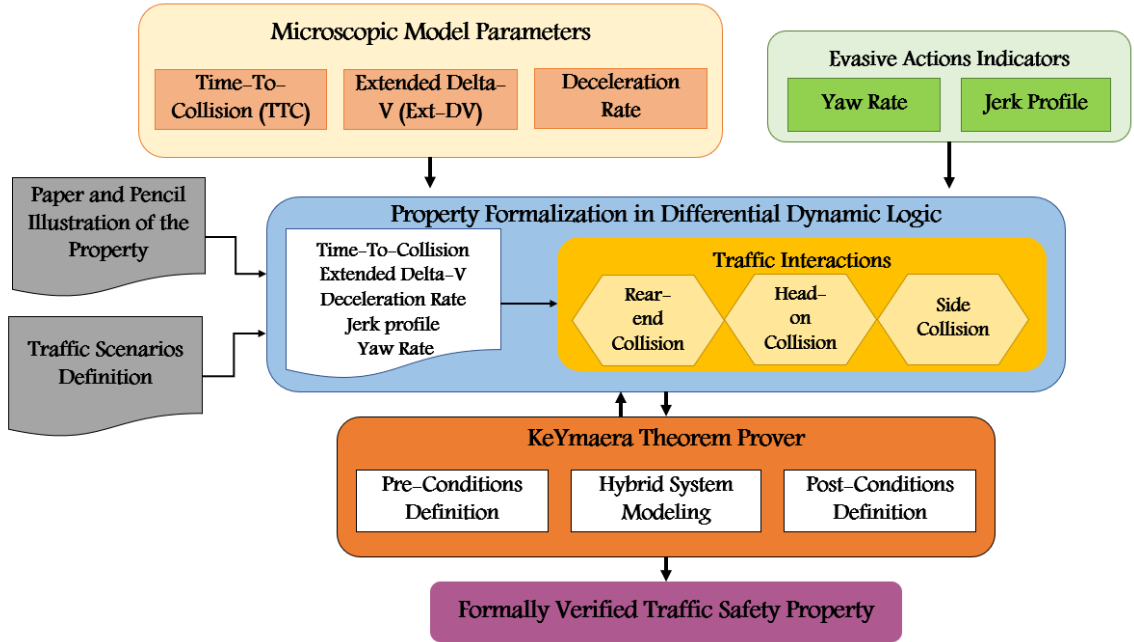 Microscopic Model Parameters
Time-To-
Collision (TTC)
Extended Delta-
V (Ext-DV)
Deceleration
Rate
Evasive Actions Indicators
Yaw Rate
Jerk Profile
Paper and Pencil
Illustration of the
Property
Traffic Scenarios
Definition
Property Formalization in Differential Dynamic Logic
Time-To-Collision
Extended Delta-V
Deceleration Rate
Jerk profile
Yaw Rate
Traffic Interactions
Rear-
end
Collision
Head-
on
Collision
Side
Collision
KeYmaera Theorem Prover
Pre-Conditions
Definition
Hybrid System
Modeling
Post-Conditions
Definition
Formally Verified Traffic Safety Property